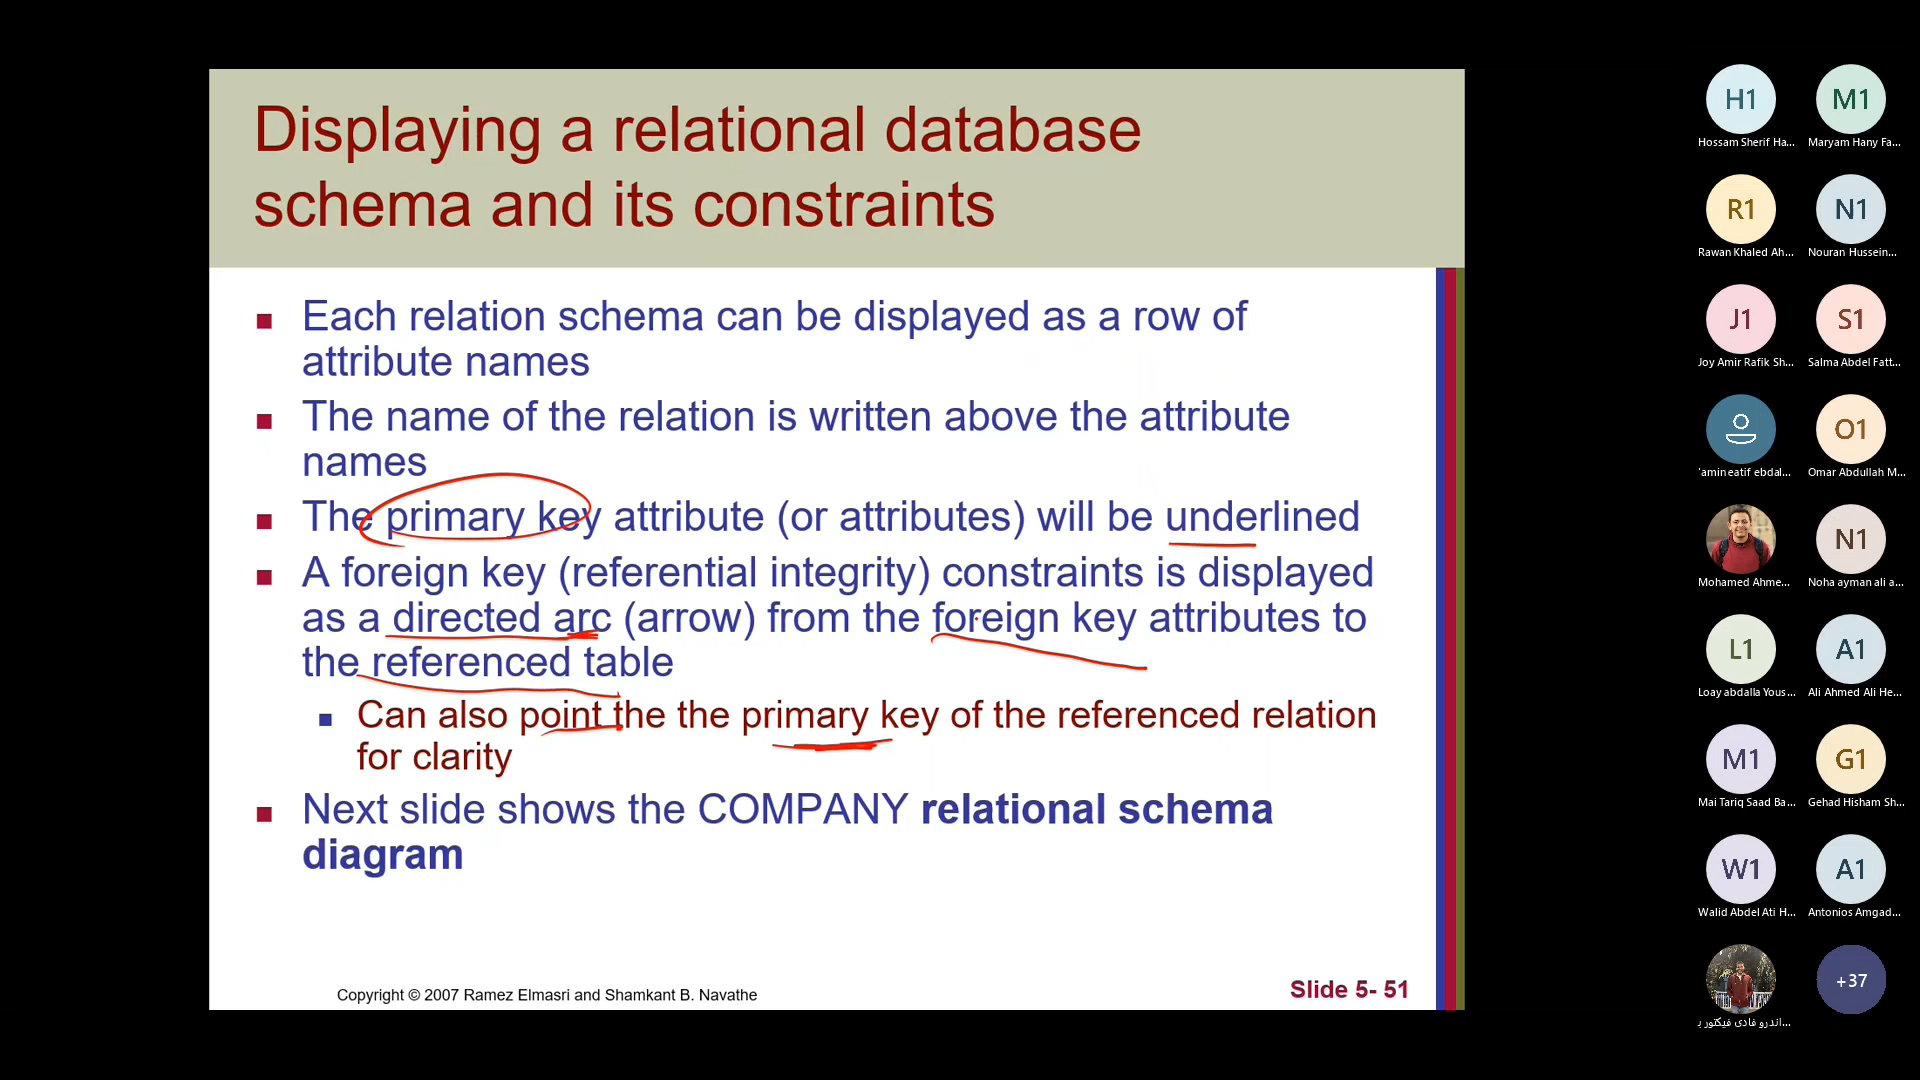 Displaying a relational database
schema and its constraints
Each relation schema can be displayed as a row of
attribute names
The name of the relation is written above the attribute
names
The primary key attribute (or attributes) will be underlined
A foreign key (referential integrity) constraints is displayed
as a directed arc (arrow) from the foreign key attributes to
the referenced table
Can also point the the primary key of the referenced relation
for clarity
Next slide shows the COMPANY relational schema
diagram
Copyright © 2007 Ramez Elmasri and Shamkant B. Navathe
Slide 5- 51
H1
M1
Hossam Sherif Ha...
Maryam Hany Fa...
R1
N1
Rawan Khaled Ah...
Nouran Hussein...
J1
S1
Joy Amir Rafik Sh...
Salma Abdel Fatt...
O1
'amin eatif ebdal...
Omar Abdullah M...
N1
Mohamed Ahme...
Noha ayman ali a...
L1
A1
Loay abdalla Yous...
Ali Ahmed Ali He...
M1
G1
Mai Tariq Saad Ba...
Gehad Hisham Sh...
W1
A1
Walid Abdel Ati H...
Antonios Amgad...
+37
اندرو فادى فيكتور ب...